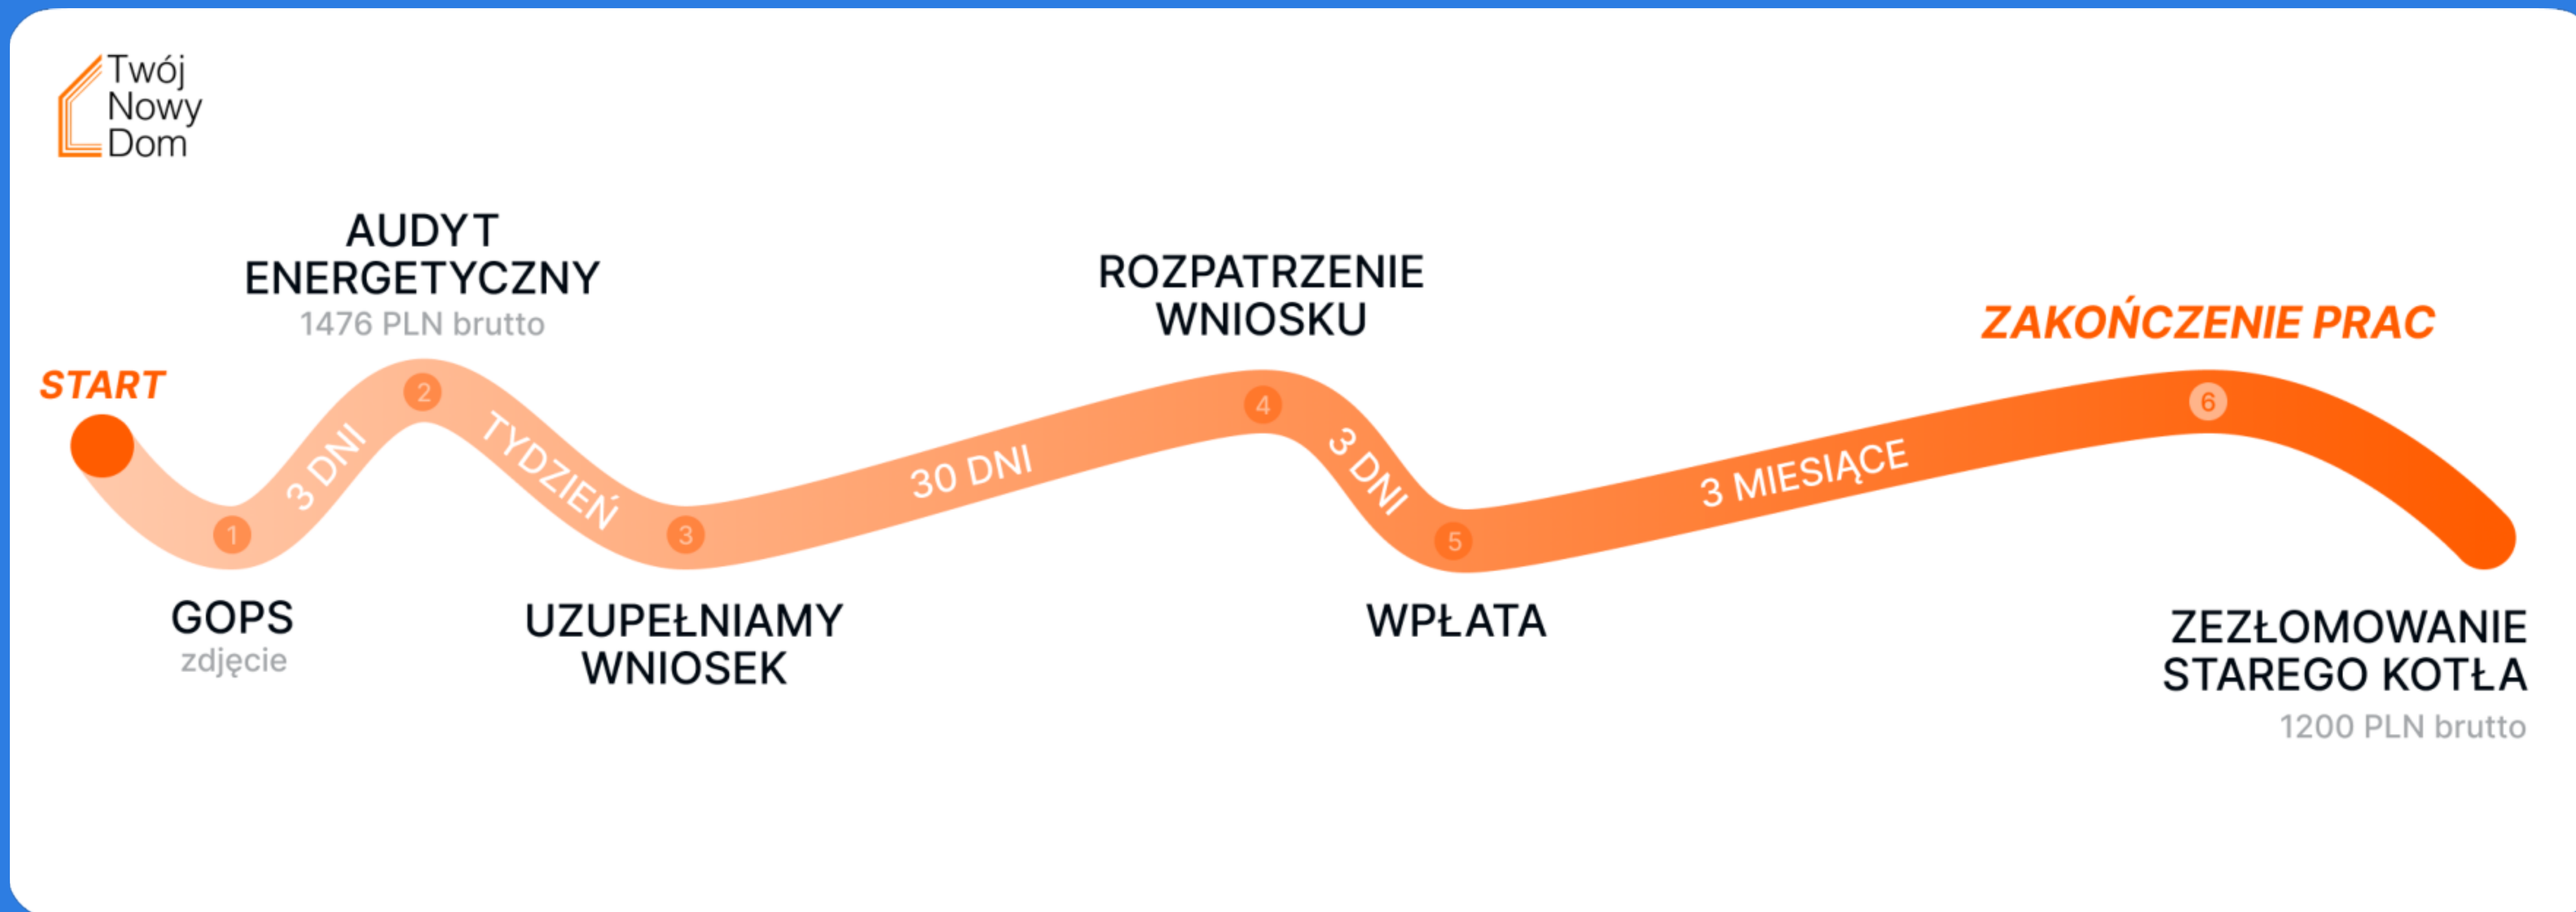 Twój
Nowy
Dom
START
1
GOPS
zdjęcie
3 DNI
AUDYT
ENERGETYCZNY
1476 PLN brutto
2
TYDZIEŃ
3
UZUPEŁNIAMY
WNIOSEK
30 DNI
ROZPATRZENIE
WNIOSKU
4
3 DNI
5
WPŁATA
3 MIESIĄCE
ZAKOŃCZENIE PRAC
6
ZEZŁOMOWANIE
STAREGO KOTŁA
1200 PLN brutto